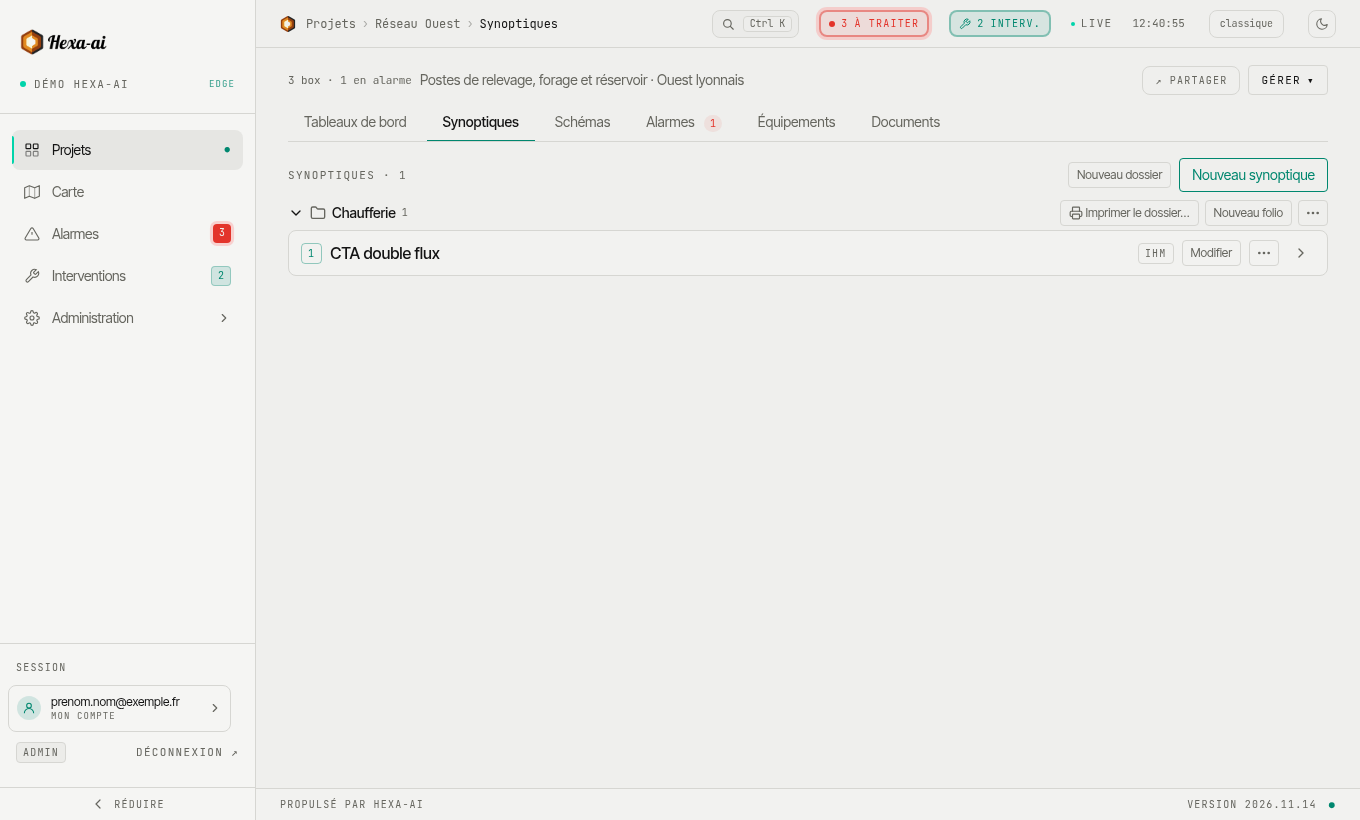 Hexa-ai
DÉMO HEXA-AI EDGE
Projets
Carte
Alarmes 3
Interventions 2
Administration
SESSION
prenom.nom@exemple.fr
MON COMPTE
ADMIN DÉCONNEXION ↗
RÉDUIRE
Projets › Réseau Ouest › Synoptiques Ctrl K 3 À TRAITER 2 INTERV. LIVE 12:40:55 classique
3 box · 1 en alarme Postes de relevage, forage et réservoir · Ouest lyonnais ↗ PARTAGER GÉRER ▾
Tableaux de bord Synoptiques Schémas Alarmes 1 Équipements Documents
SYNOPTIQUES · 1 Nouveau dossier Nouveau synoptique
Chaufferie 1 Imprimer le dossier... Nouveau folio ···
1 CTA double flux IHM Modifier ···
PROPULSÉ PAR HEXA-AI VERSION 2026.11.14